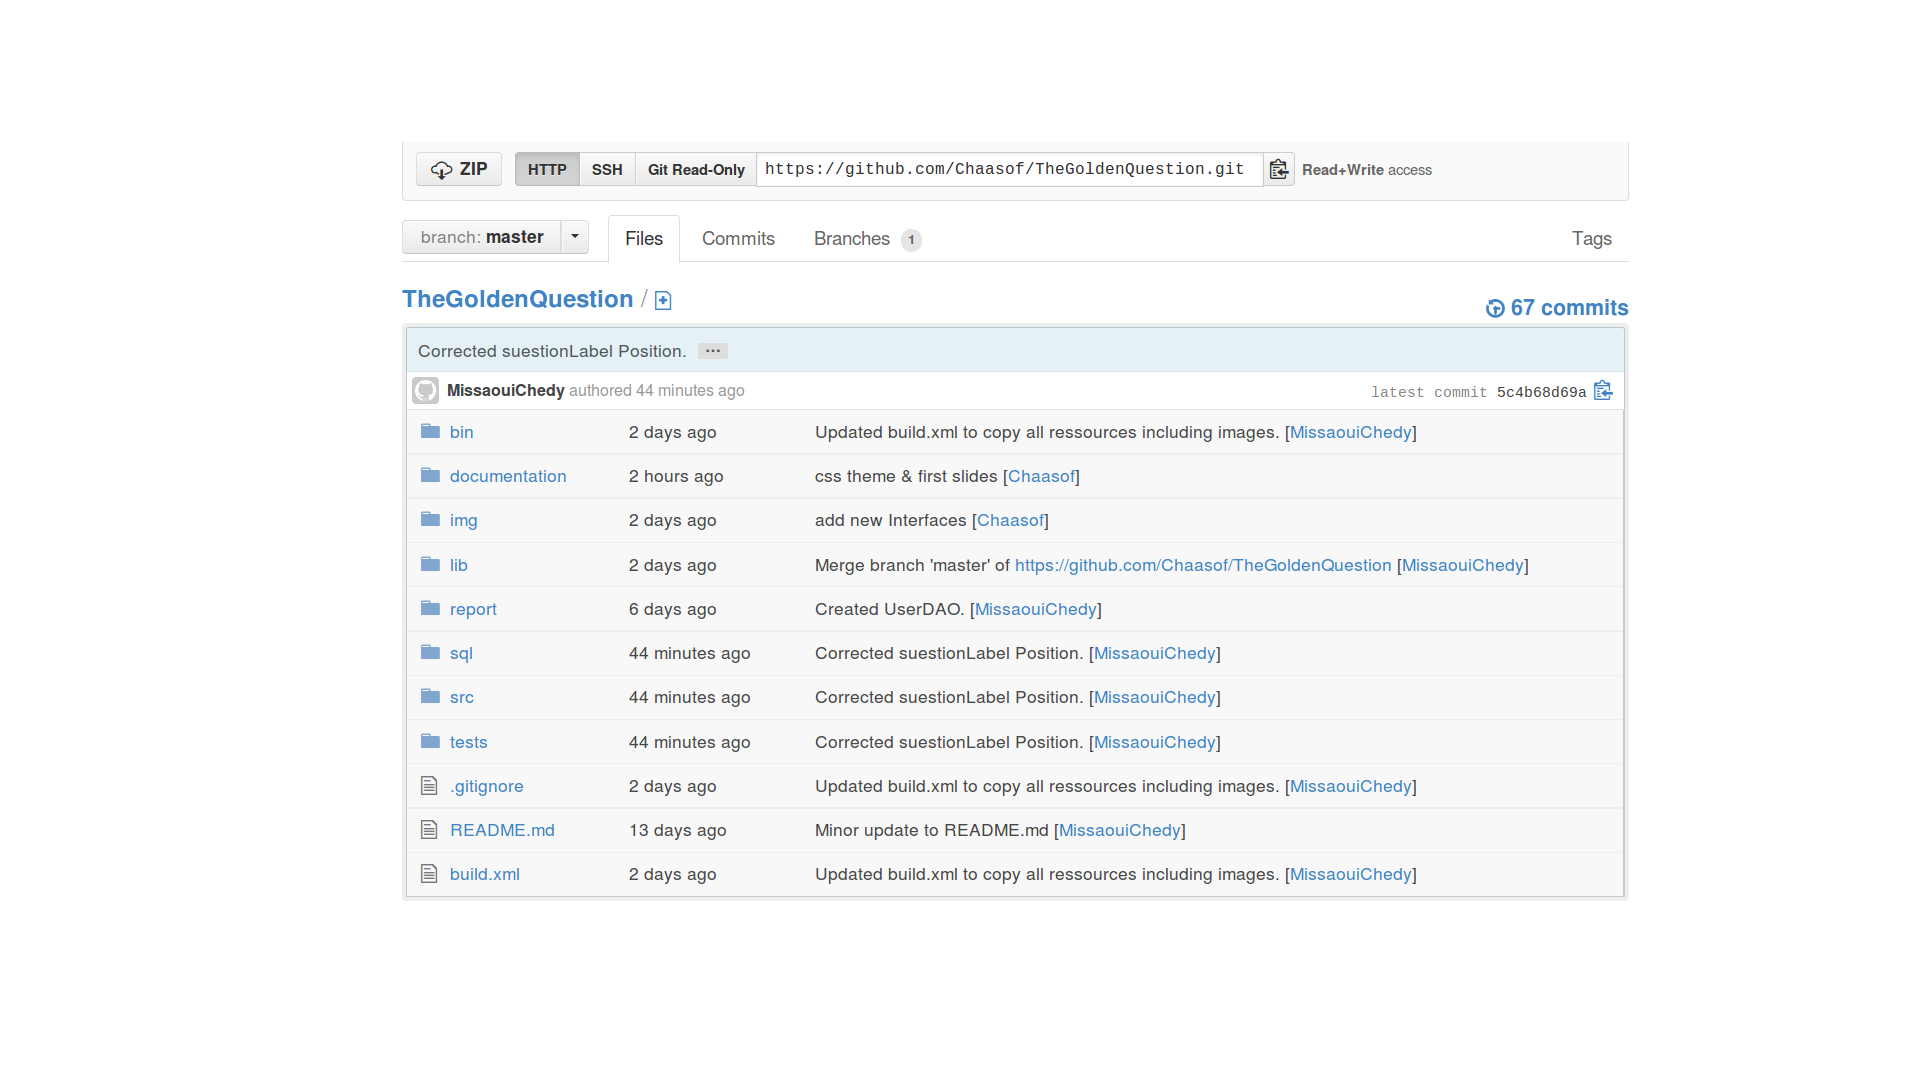 ZIP HTTP SSH Git Read-Only https://github.com/Chaasof/TheGoldenQuestion.git Read+Write access
branch: master Files Commits Branches 1 Tags
TheGoldenQuestion /
67 commits
Corrected suestionLabel Position. ...
MissaouiChedy authored 44 minutes ago latest commit 5c4b68d69a
bin 2 days ago Updated build.xml to copy all ressources including images. [MissaouiChedy]
documentation 2 hours ago css theme & first slides [Chaasof]
img 2 days ago add new Interfaces [Chaasof]
lib 2 days ago Merge branch 'master' of https://github.com/Chaasof/TheGoldenQuestion [MissaouiChedy]
report 6 days ago Created UserDAO. [MissaouiChedy]
sql 44 minutes ago Corrected suestionLabel Position. [MissaouiChedy]
src 44 minutes ago Corrected suestionLabel Position. [MissaouiChedy]
tests 44 minutes ago Corrected suestionLabel Position. [MissaouiChedy]
.gitignore 2 days ago Updated build.xml to copy all ressources including images. [MissaouiChedy]
README.md 13 days ago Minor update to README.md [MissaouiChedy]
build.xml 2 days ago Updated build.xml to copy all ressources including images. [MissaouiChedy]